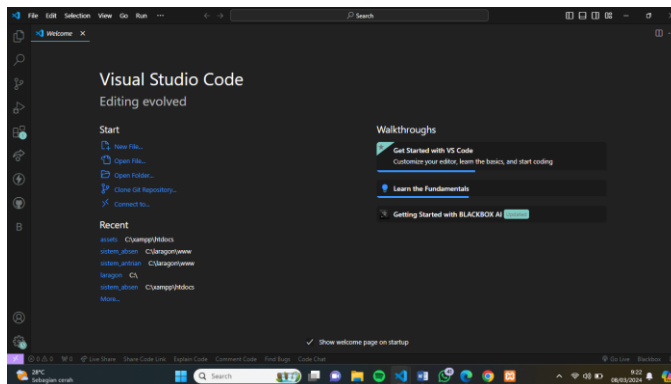 File Edit Selection View Go Run ···
Search
Welcome
Visual Studio Code
Editing evolved
Start
New File...
Open File...
Open Folder...
Clone Git Repository...
Connect to...
Recent
assets C:\xampp\htdocs
sistem_absen C:\laragon\www
sistem_antrian C:\laragon\www
laragon C:\
sistem_absen C:\xampp\htdocs
More...
Walkthroughs
Get Started with VS Code
Customize your editor, learn the basics, and start coding
Learn the Fundamentals
Getting Started with BLACKBOX AI Updated
Show welcome page on startup
0 0 0 Live Share Share Code Link Explain Code Comment Code Find Bugs Code Chat Go Live Blackbox
28°C
Sebagian cerah
Search
9:22
08/03/2024